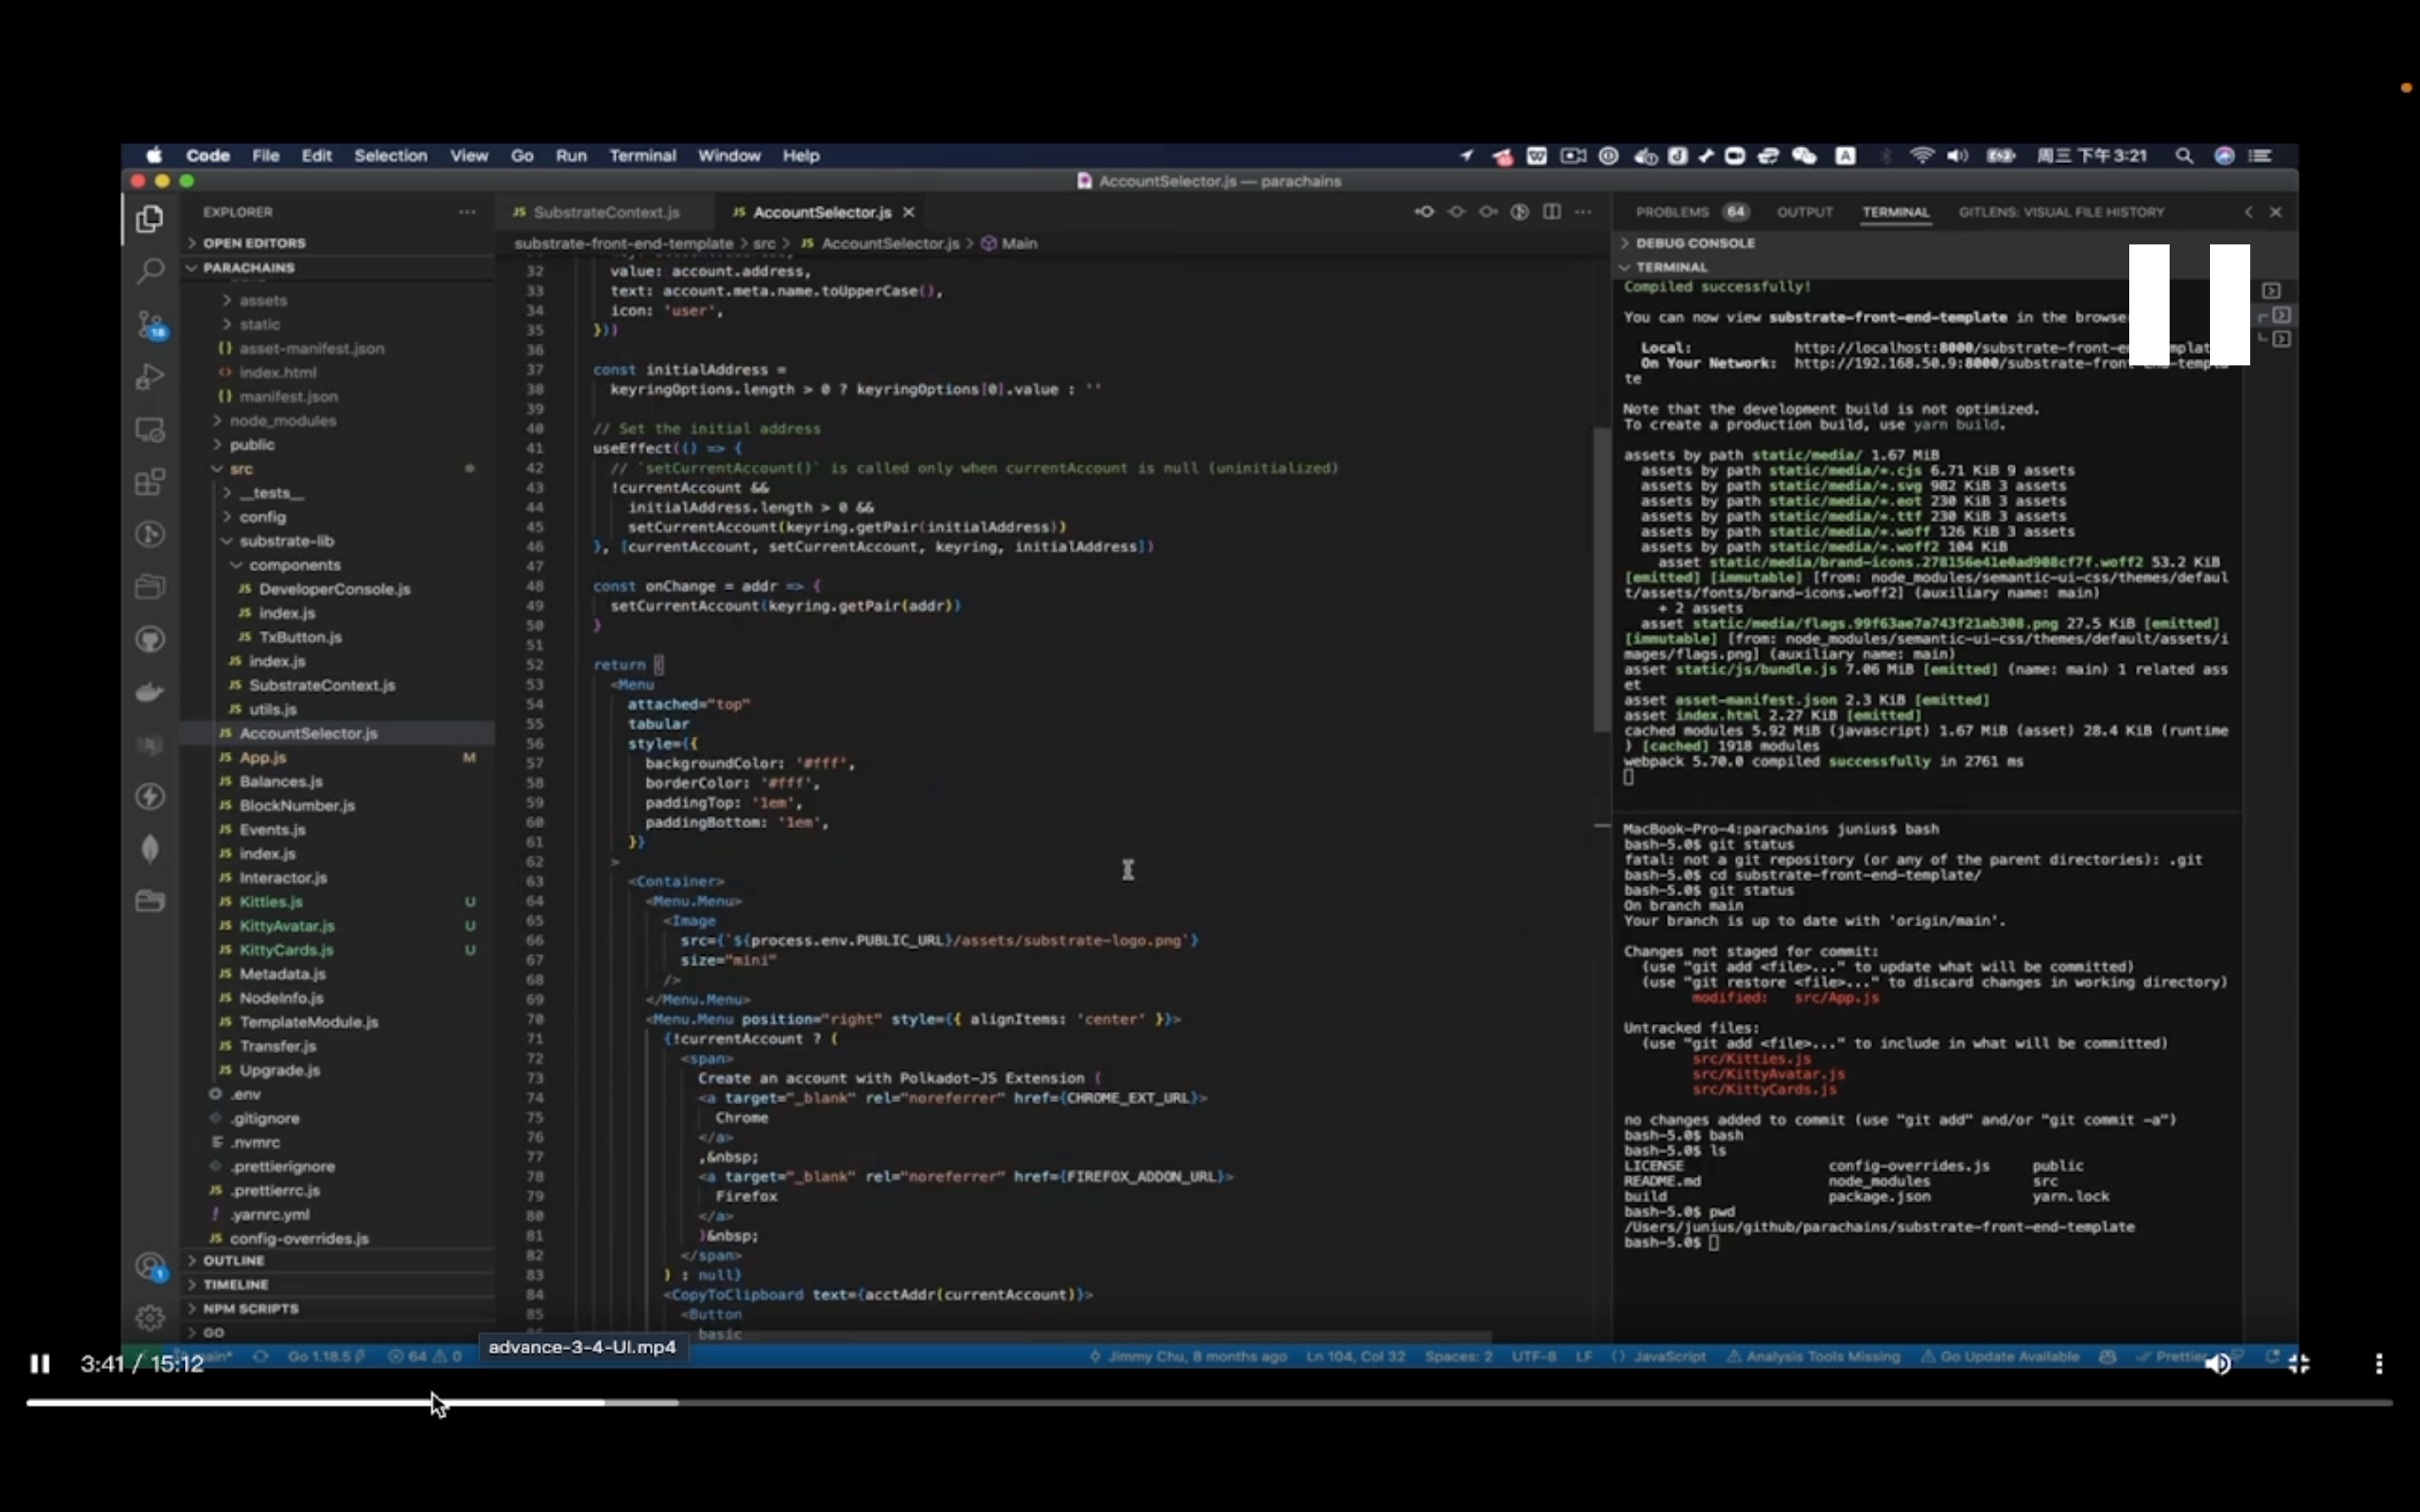 Code File Edit Selection View Go Run Terminal Window Help
周三下午3:21
AccountSelector.js — parachains
EXPLORER
OPEN EDITORS
PARACHAINS
assets
static
asset-manifest.json
index.html
manifest.json
node_modules
public
src
__tests__
config
substrate-lib
components
DeveloperConsole.js
index.js
TxButton.js
index.js
SubstrateContext.js
utils.js
AccountSelector.js
App.js M
Balances.js
BlockNumber.js
Events.js
index.js
Interactor.js
Kitties.js U
KittyAvatar.js U
KittyCards.js U
Metadata.js
NodeInfo.js
TemplateModule.js
Transfer.js
Upgrade.js
.env
.gitignore
.nvmrc
.prettierignore
.prettierrc.js
.yarnrc.yml
config-overrides.js
OUTLINE
TIMELINE
NPM SCRIPTS
GO
SubstrateContext.js AccountSelector.js
substrate-front-end-template > src > JS AccountSelector.js > Main
32 value: account.address,
33 text: account.meta.name.toUpperCase(),
34 icon: 'user',
35 }))
36
37 const initialAddress =
38 keyringOptions.length > 0 ? keyringOptions[0].value : ''
39
40 // Set the initial address
41 useEffect(() => {
42 // `setCurrentAccount()` is called only when currentAccount is null (uninitialized)
43 !currentAccount &&
44 initialAddress.length > 0 &&
45 setCurrentAccount(keyring.getPair(initialAddress))
46 }, [currentAccount, setCurrentAccount, keyring, initialAddress])
47
48 const onChange = addr => {
49 setCurrentAccount(keyring.getPair(addr))
50 }
51
52 return (
53 <Menu
54 attached="top"
55 tabular
56 style={{
57 backgroundColor: '#fff',
58 borderColor: '#fff',
59 paddingTop: '1em',
60 paddingBottom: '1em',
61 }}
62 >
63 <Container>
64 <Menu.Menu>
65 <Image
66 src={`${process.env.PUBLIC_URL}/assets/substrate-logo.png`}
67 size="mini"
68 />
69 </Menu.Menu>
70 <Menu.Menu position="right" style={{ alignItems: 'center' }}>
71 {!currentAccount ? (
72 <span>
73 Create an account with Polkadot-JS Extension (
74 <a target="_blank" rel="noreferrer" href={CHROME_EXT_URL}>
75 Chrome
76 </a>
77 ,&nbsp;
78 <a target="_blank" rel="noreferrer" href={FIREFOX_ADDON_URL}>
79 Firefox
80 </a>
81 )&nbsp;
82 </span>
83 ) : null}
84 <CopyToClipboard text={acctAddr(currentAccount)}>
85 <Button
basic
PROBLEMS 64 OUTPUT TERMINAL GITLENS: VISUAL FILE HISTORY
DEBUG CONSOLE
TERMINAL
Compiled successfully!
You can now view substrate-front-end-template in the browse
Local: http://localhost:8000/substrate-front-e
On Your Network: http://192.168.50.9:8000/substrate-front-end-templa
te
Note that the development build is not optimized.
To create a production build, use yarn build.
assets by path static/media/ 1.67 MiB
assets by path static/media/*.cjs 6.71 KiB 9 assets
assets by path static/media/*.svg 982 KiB 3 assets
assets by path static/media/*.eot 230 KiB 3 assets
assets by path static/media/*.ttf 230 KiB 3 assets
assets by path static/media/*.woff 126 KiB 3 assets
assets by path static/media/*.woff2 104 KiB
asset static/media/brand-icons.278156e41e0ad908cf7f.woff2 53.2 KiB
[emitted] [immutable] [from: node_modules/semantic-ui-css/themes/defaul
t/assets/fonts/brand-icons.woff2] (auxiliary name: main)
+ 2 assets
asset static/media/flags.99f63ae7a743f21ab308.png 27.5 KiB [emitted]
[immutable] [from: node_modules/semantic-ui-css/themes/default/assets/i
mages/flags.png] (auxiliary name: main)
asset static/js/bundle.js 7.06 MiB [emitted] (name: main) 1 related ass
et
asset asset-manifest.json 2.3 KiB [emitted]
asset index.html 2.27 KiB [emitted]
cached modules 5.92 MiB (javascript) 1.67 MiB (asset) 28.4 KiB (runtime
) [cached] 1918 modules
webpack 5.70.0 compiled successfully in 2761 ms
MacBook-Pro-4:parachains junius$ bash
bash-5.0$ git status
fatal: not a git repository (or any of the parent directories): .git
bash-5.0$ cd substrate-front-end-template/
bash-5.0$ git status
On branch main
Your branch is up to date with 'origin/main'.
Changes not staged for commit:
(use "git add <file>..." to update what will be committed)
(use "git restore <file>..." to discard changes in working directory)
modified: src/App.js
Untracked files:
(use "git add <file>..." to include in what will be committed)
src/Kitties.js
src/KittyAvatar.js
src/KittyCards.js
no changes added to commit (use "git add" and/or "git commit -a")
bash-5.0$ bash
bash-5.0$ ls
LICENSE config-overrides.js public
README.md node_modules src
build package.json yarn.lock
bash-5.0$ pwd
/Users/junius/github/parachains/substrate-front-end-template
bash-5.0$
advance-3-4-UI.mp4
3:41 / 15:12
Go 1.18.5 64 0 Jimmy Chu, 8 months ago Ln 104, Col 32 Spaces: 2 UTF-8 LF {} JavaScript Analysis Tools Missing Go Update Available Prettier